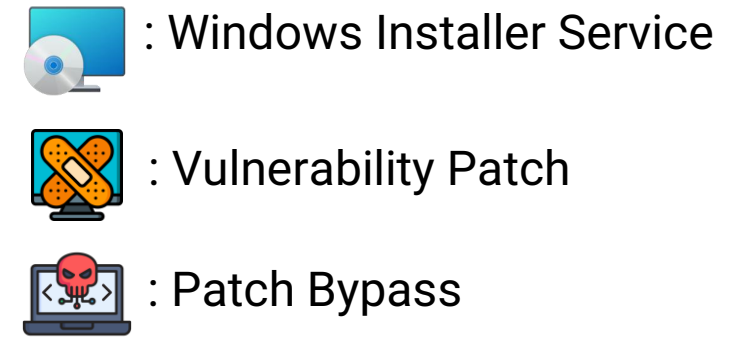 : Windows Installer Service
: Vulnerability Patch
: Patch Bypass